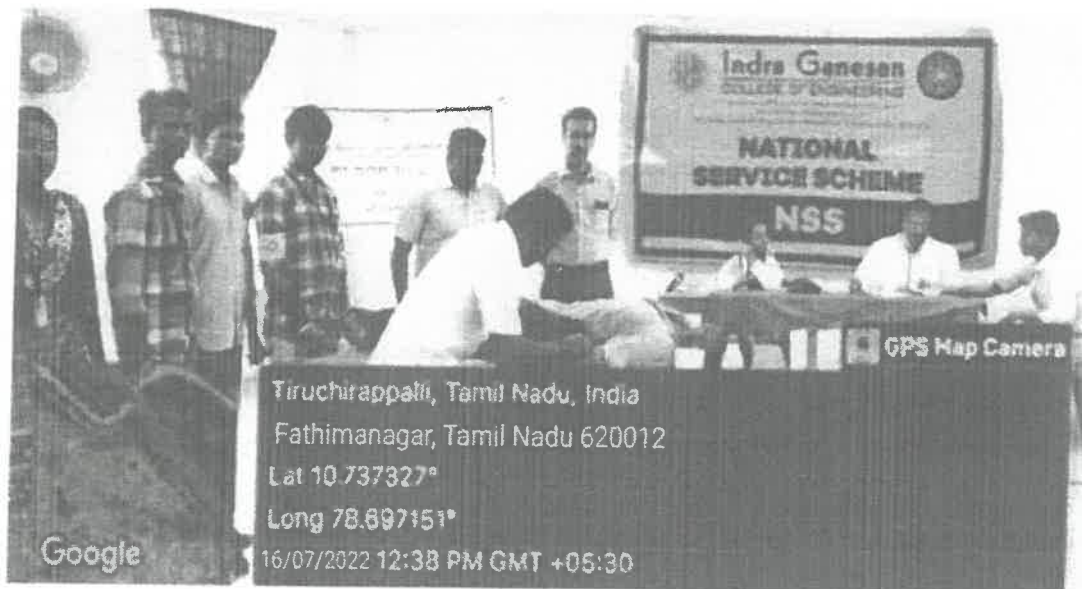 Indra Ganesan
COLLEGE OF ENGINEERING
NATIONAL
SERVICE SCHEME
NSS
GPS Map Camera
Tiruchirappalli, Tamil Nadu, India
Fathimanagar, Tamil Nadu 620012
Lat 10.737327°
Long 78.697151°
16/07/2022 12:38 PM GMT +05:30
Google